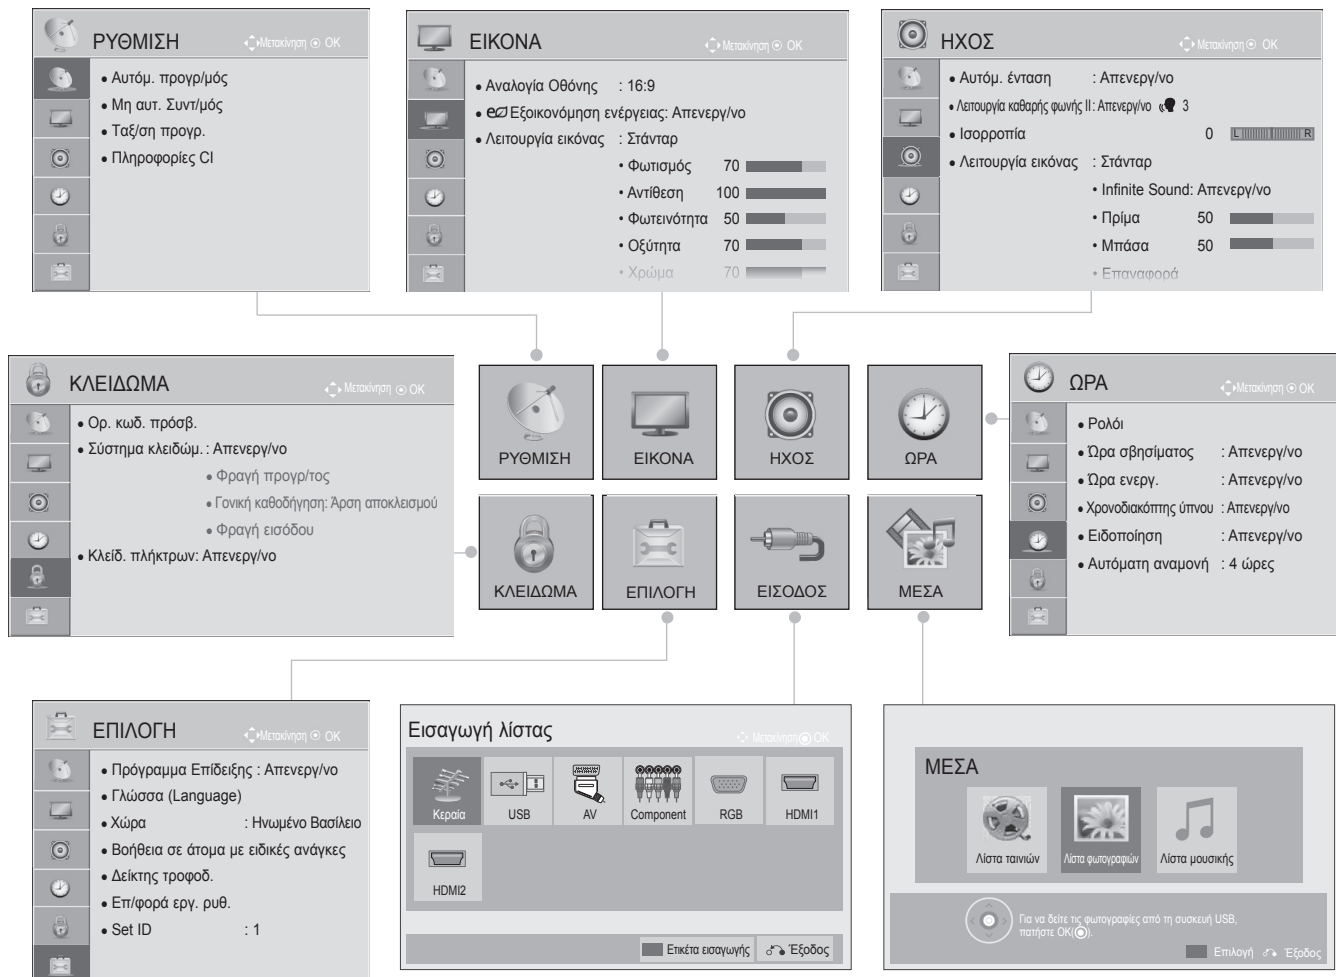 ΡΥΘΜΙΣΗ
Μετακίνηση OK
• Αυτόμ. προγρ/μός
• Μη αυτ. Συντ/μός
• Ταξ/ση προγρ.
• Πληροφορίες CI
ΕΙΚΟΝΑ
Μετακίνηση OK
• Αναλογία Οθόνης : 16:9
• Εξοικονόμηση ενέργειας: Απενεργ/νο
• Λειτουργία εικόνας : Στάνταρ
• Φωτισμός 70
• Αντίθεση 100
• Φωτεινότητα 50
• Οξύτητα 70
• Χρώμα 70
ΗΧΟΣ
Μετακίνηση OK
• Αυτόμ. ένταση : Απενεργ/νο
• Λειτουργία καθαρής φωνής II : Απενεργ/νο 3
• Ισορροπία 0 L R
• Λειτουργία εικόνας : Στάνταρ
• Infinite Sound: Απενεργ/νο
• Πρίμα 50
• Μπάσα 50
• Επαναφορά
ΚΛΕΙΔΩΜΑ
Μετακίνηση OK
• Ορ. κωδ. πρόσβ.
• Σύστημα κλειδώμ. : Απενεργ/νο
• Φραγή προγρ/τος
• Γονική καθοδήγηση: Άρση αποκλεισμού
• Φραγή εισόδου
• Κλείδ. πλήκτρων: Απενεργ/νο
ΡΥΘΜΙΣΗ
ΕΙΚΟΝΑ
ΗΧΟΣ
ΩΡΑ
ΚΛΕΙΔΩΜΑ
ΕΠΙΛΟΓΗ
ΕΙΣΟΔΟΣ
ΜΕΣΑ
ΩΡΑ
Μετακίνηση OK
• Ρολόι
• Ώρα σβησίματος : Απενεργ/νο
• Ώρα ενεργ. : Απενεργ/νο
• Χρονοδιακόπτης ύπνου : Απενεργ/νο
• Ειδοποίηση : Απενεργ/νο
• Αυτόματη αναμονή : 4 ώρες
ΕΠΙΛΟΓΗ
Μετακίνηση OK
• Πρόγραμμα Επίδειξης : Απενεργ/νο
• Γλώσσα (Language)
• Χώρα : Ηνωμένο Βασίλειο
• Βοήθεια σε άτομα με ειδικές ανάγκες
• Δείκτης τροφοδ.
• Επ/φορά εργ. ρυθ.
• Set ID : 1
Εισαγωγή λίστας
Μετακίνηση OK
Κεραία
USB
AV
Component
RGB
HDMI1
HDMI2
Ετικέτα εισαγωγής
Έξοδος
ΜΕΣΑ
Λίστα ταινιών
Λίστα φωτογραφιών
Λίστα μουσικής
Για να δείτε τις φωτογραφίες από τη συσκευή USB,
πατήστε OK( ).
Επιλογή
Έξοδος